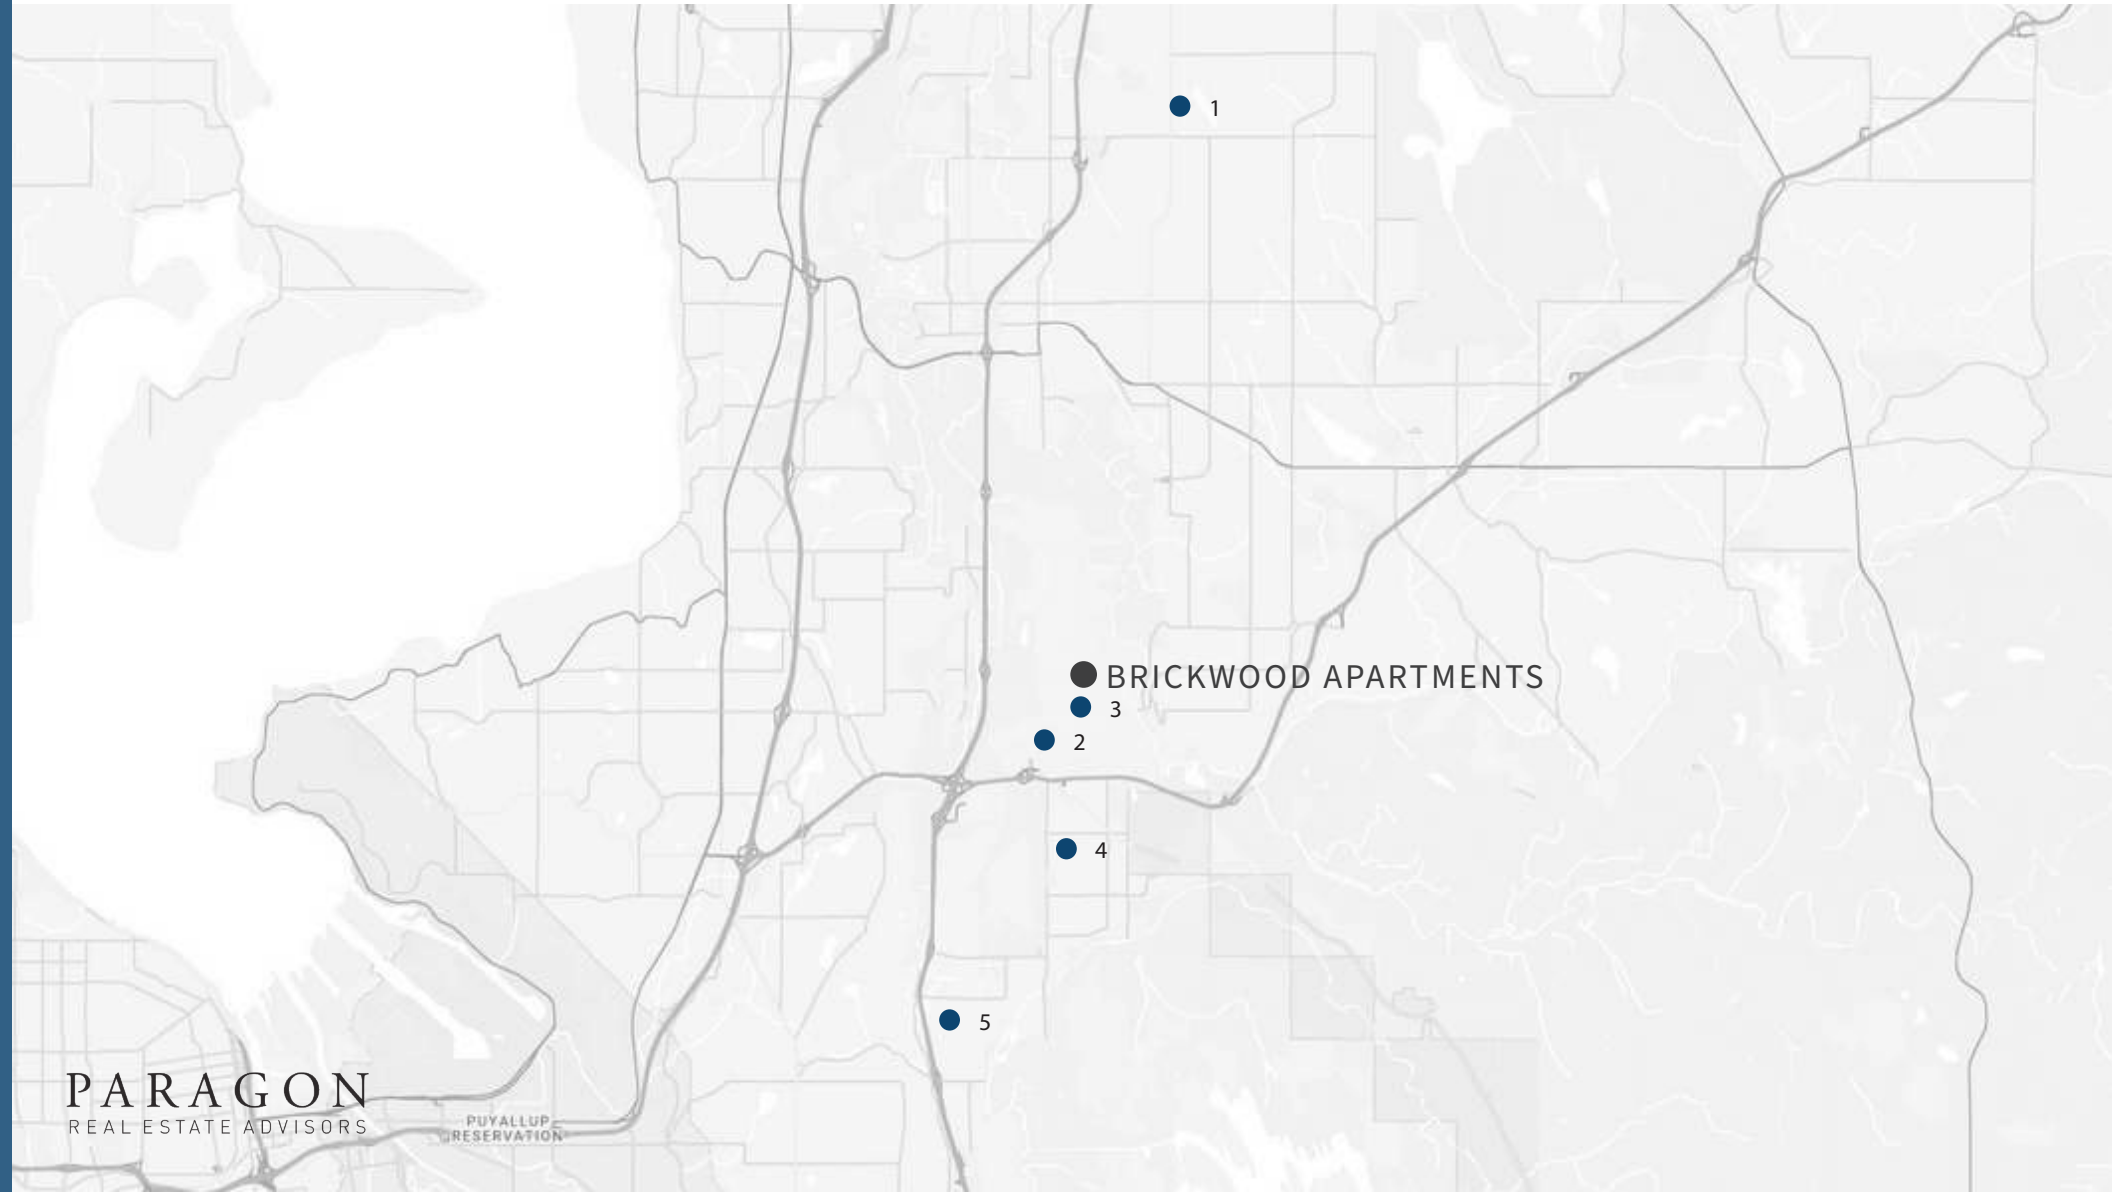 1
BRICKWOOD APARTMENTS
3
2
4
5
PARAGON
REAL ESTATE ADVISORS
PUYALLUP
RESERVATION